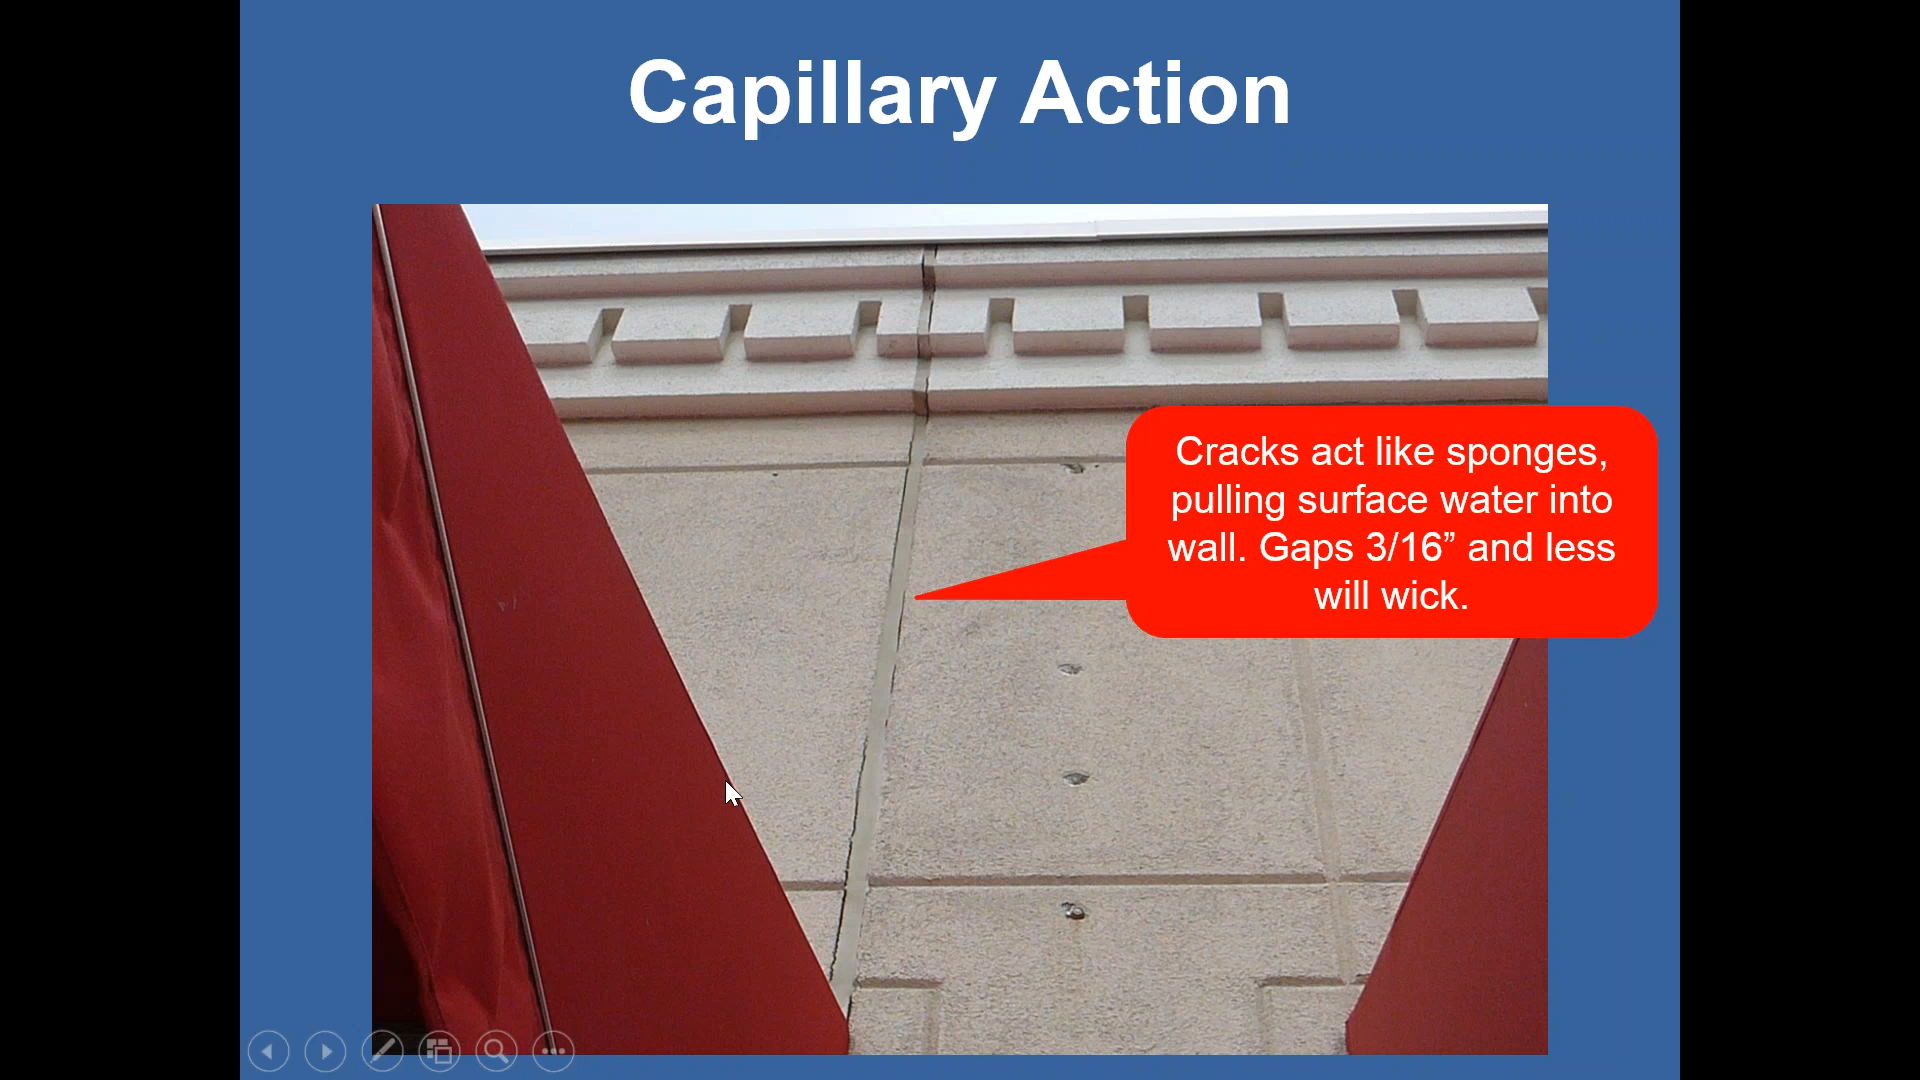 Capillary Action
Cracks act like sponges,
pulling surface water into
wall. Gaps 3/16” and less
will wick.